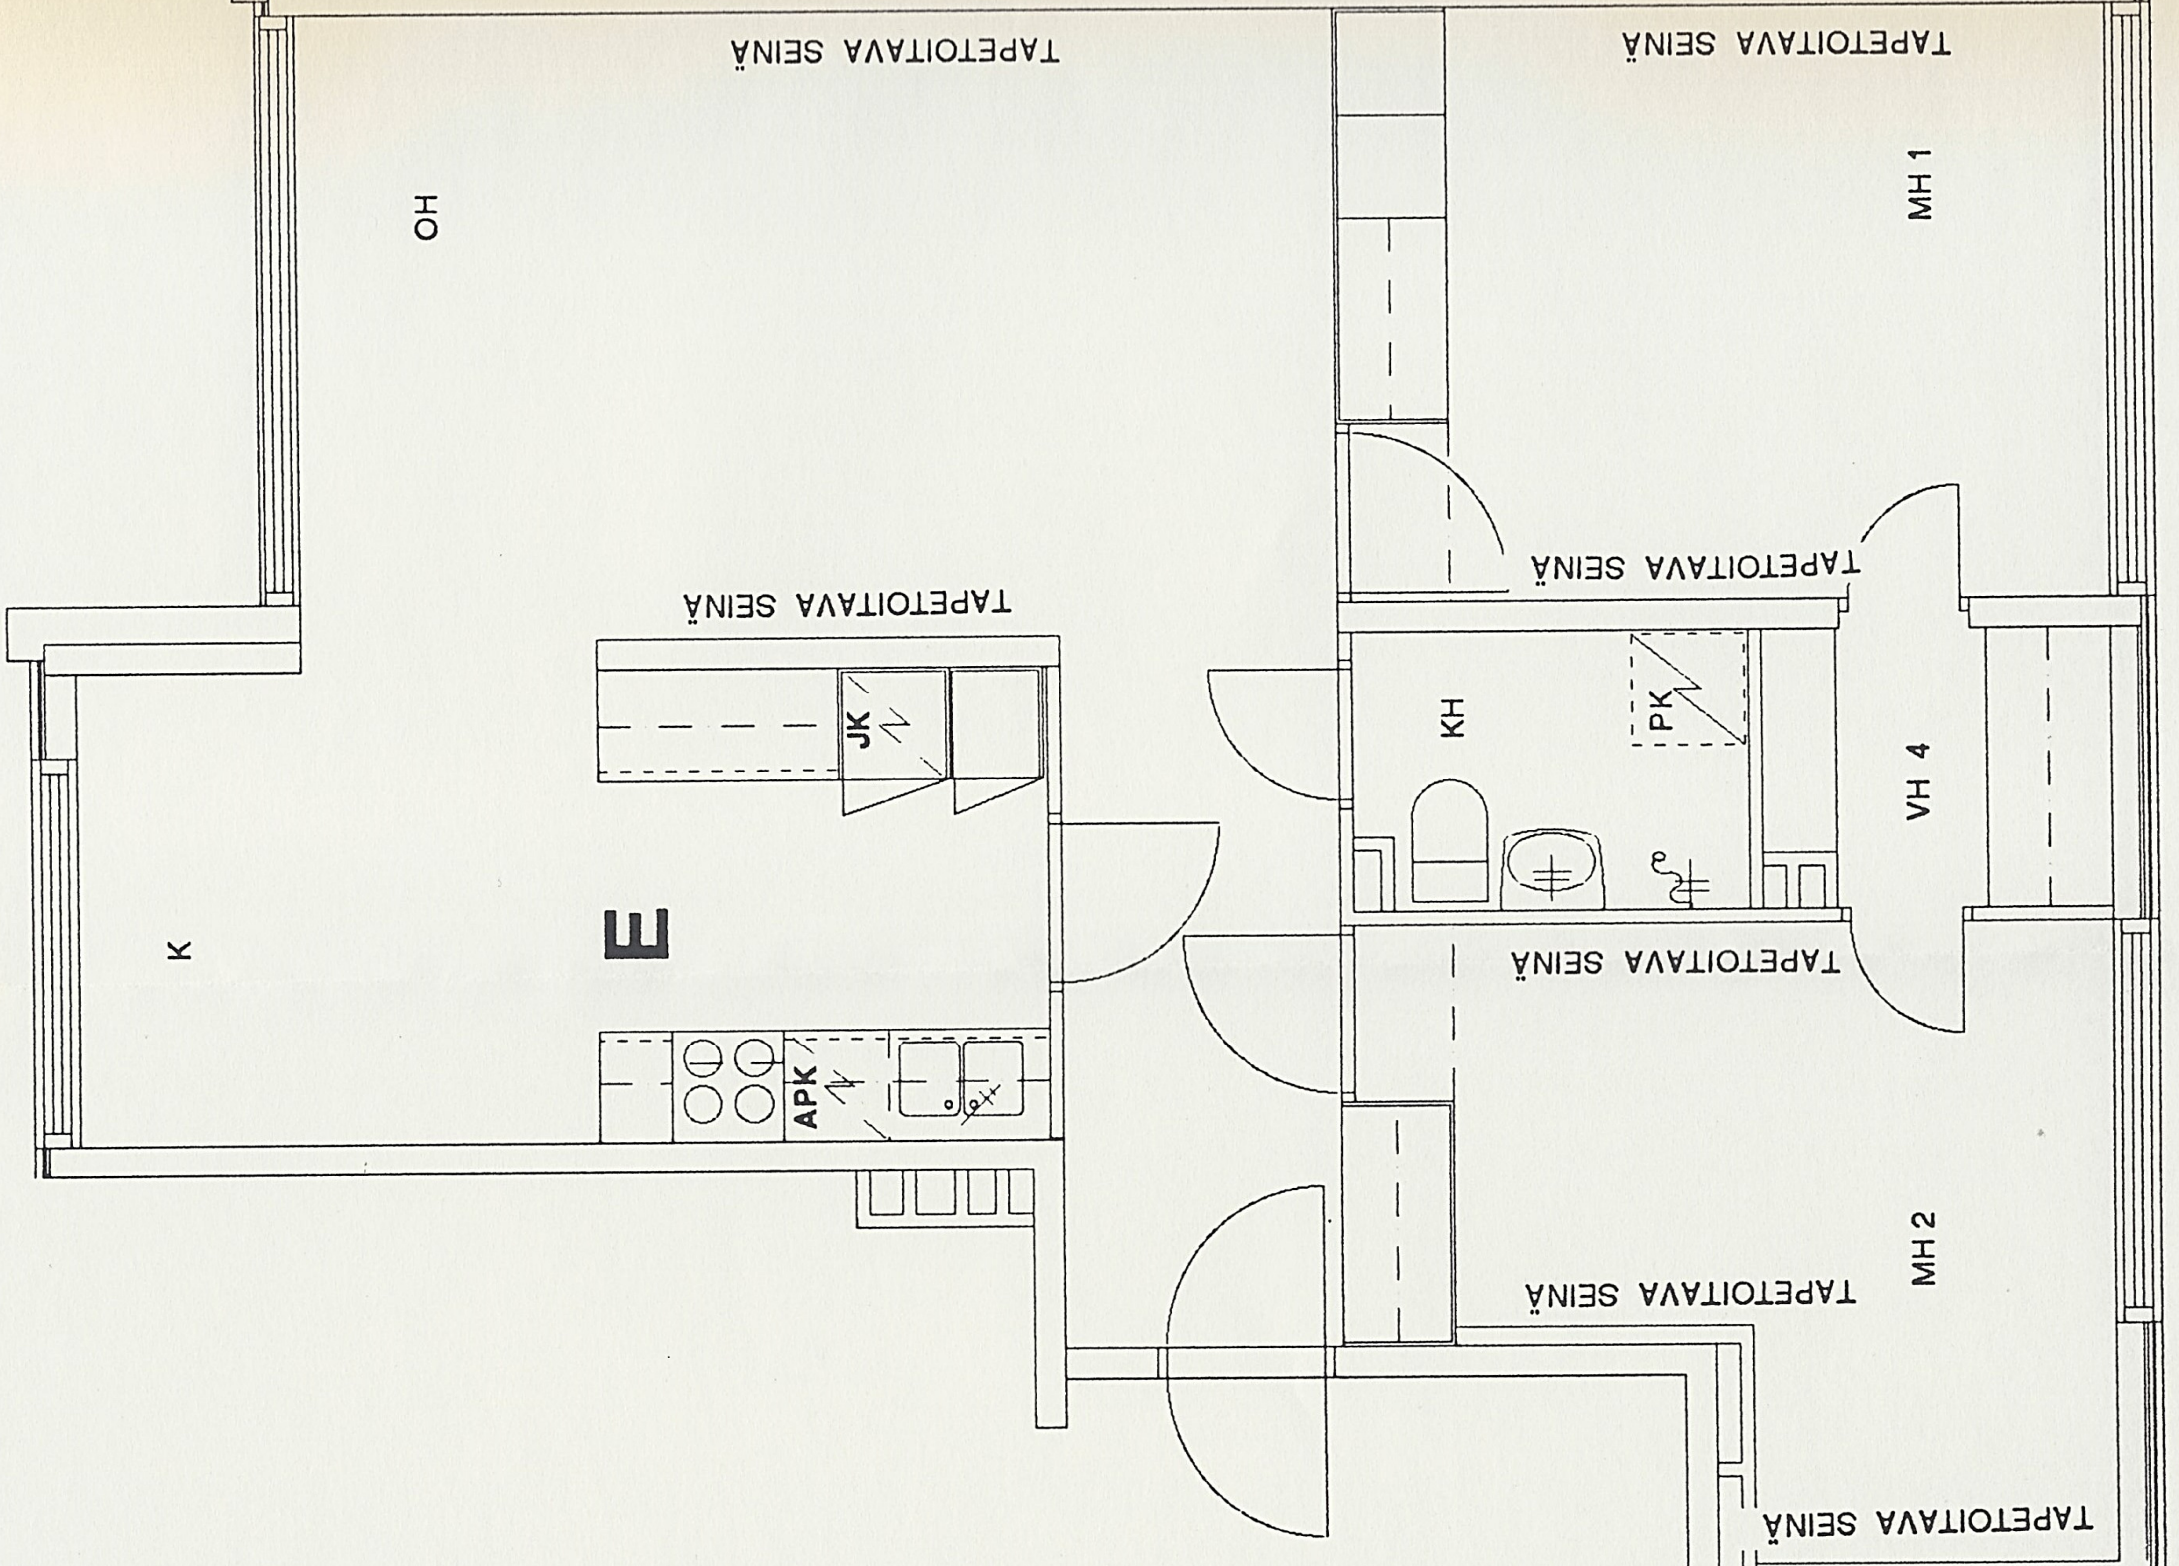 TAPETOITAVA SEINÄ
TAPETOITAVA SEINÄ
OH
MH 1
TAPETOITAVA SEINÄ
TAPETOITAVA SEINÄ
JK
KH
PK
VH 4
K
E
TAPETOITAVA SEINÄ
APK
MH 2
TAPETOITAVA SEINÄ
TAPETOITAVA SEINÄ